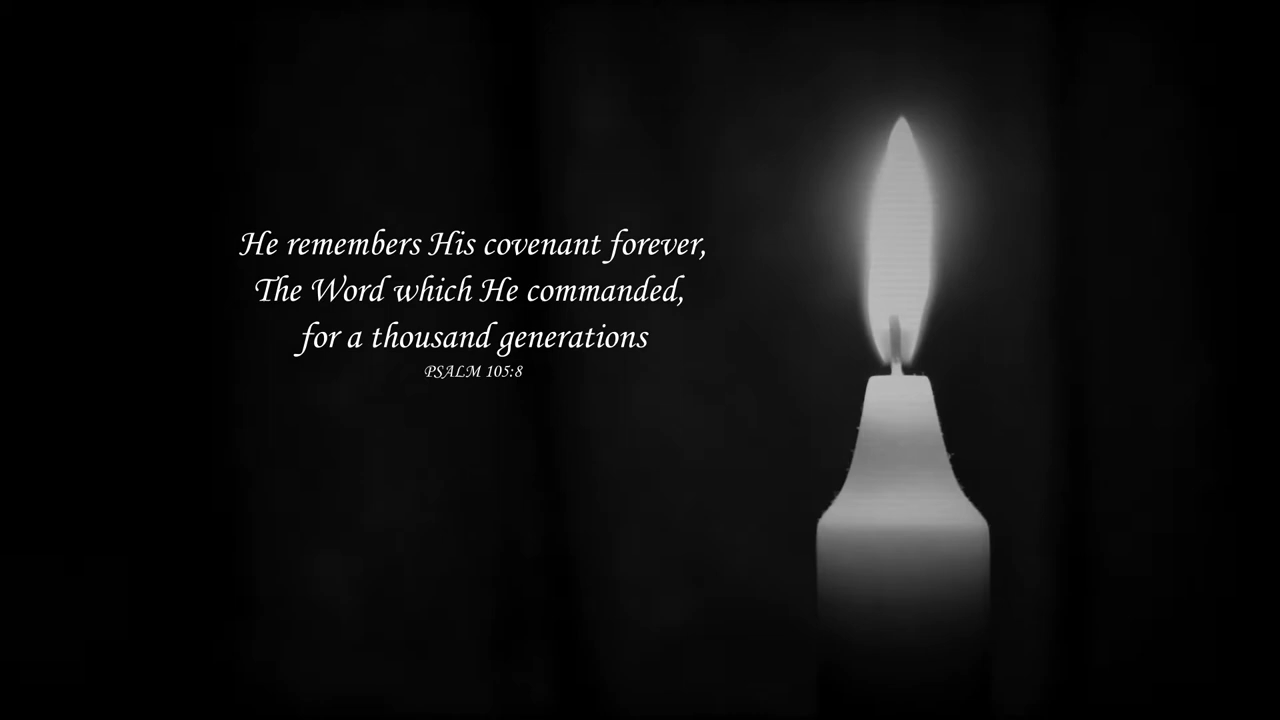 He remembers His covenant forever,
The Word which He commanded,
for a thousand generations
PSALM 105:8